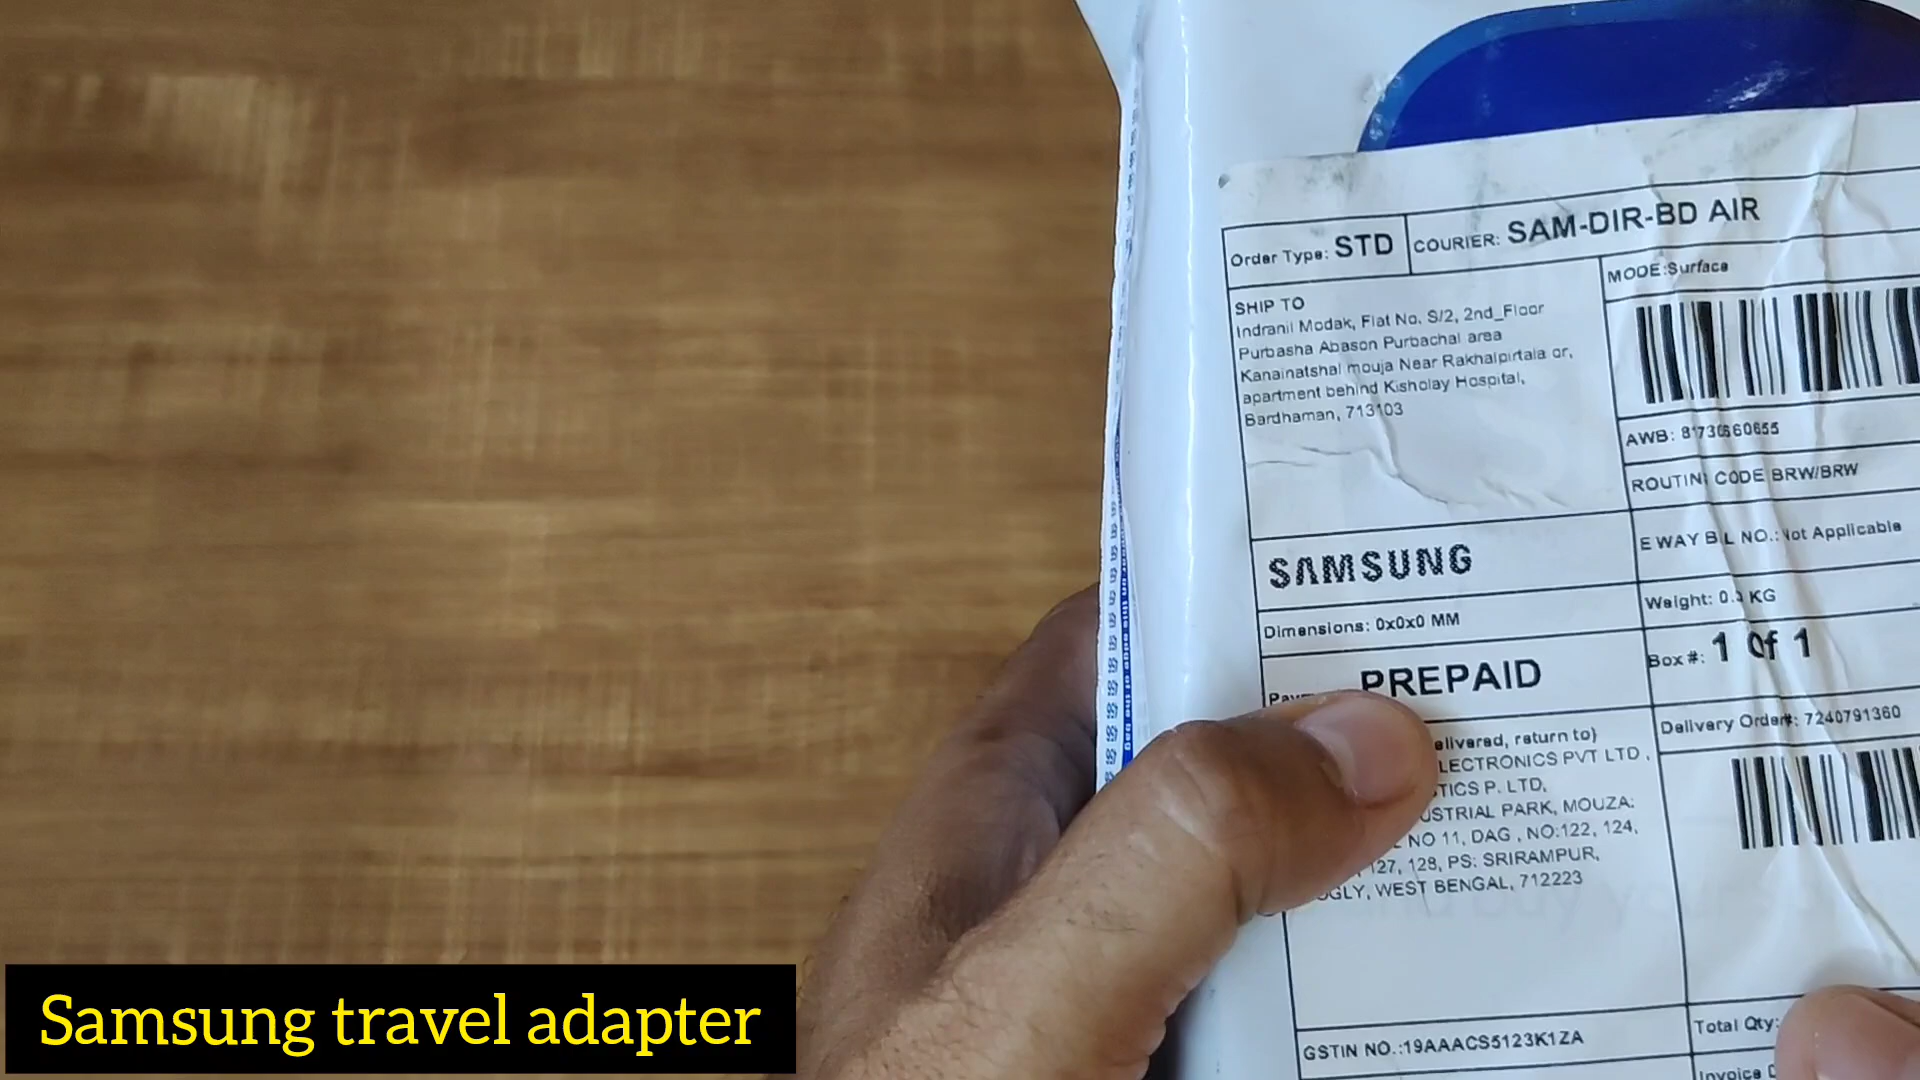 Order Type: STD
COURIER: SAM-DIR-BD AIR
SHIP TO
Indranil Modak, Flat No. S/2, 2nd_Floor
Purbasha Abason Purbachal area
Kanainatshal mouja Near Rakhalpirtala or,
apartment behind Kisholay Hospital,
Bardhaman, 713103
MODE:Surface
AWB: 81730660655
ROUTIN CODE BRW/BRW
SAMSUNG
E WAY B L NO.: Not Applicable
Dimensions: 0x0x0 MM
Weight: 0. KG
PREPAID
Box #: 1 Of 1
elivered, return to)
LECTRONICS PVT LTD ,
TICS P. LTD,
USTRIAL PARK, MOUZA:
NO 11, DAG , NO:122, 124,
127, 128, PS: SRIRAMPUR,
GLY, WEST BENGAL, 712223
Delivery Order#: 7240791360
GSTIN NO.:19AAACS5123K1ZA
Total Qty:
Invoice
Samsung travel adapter